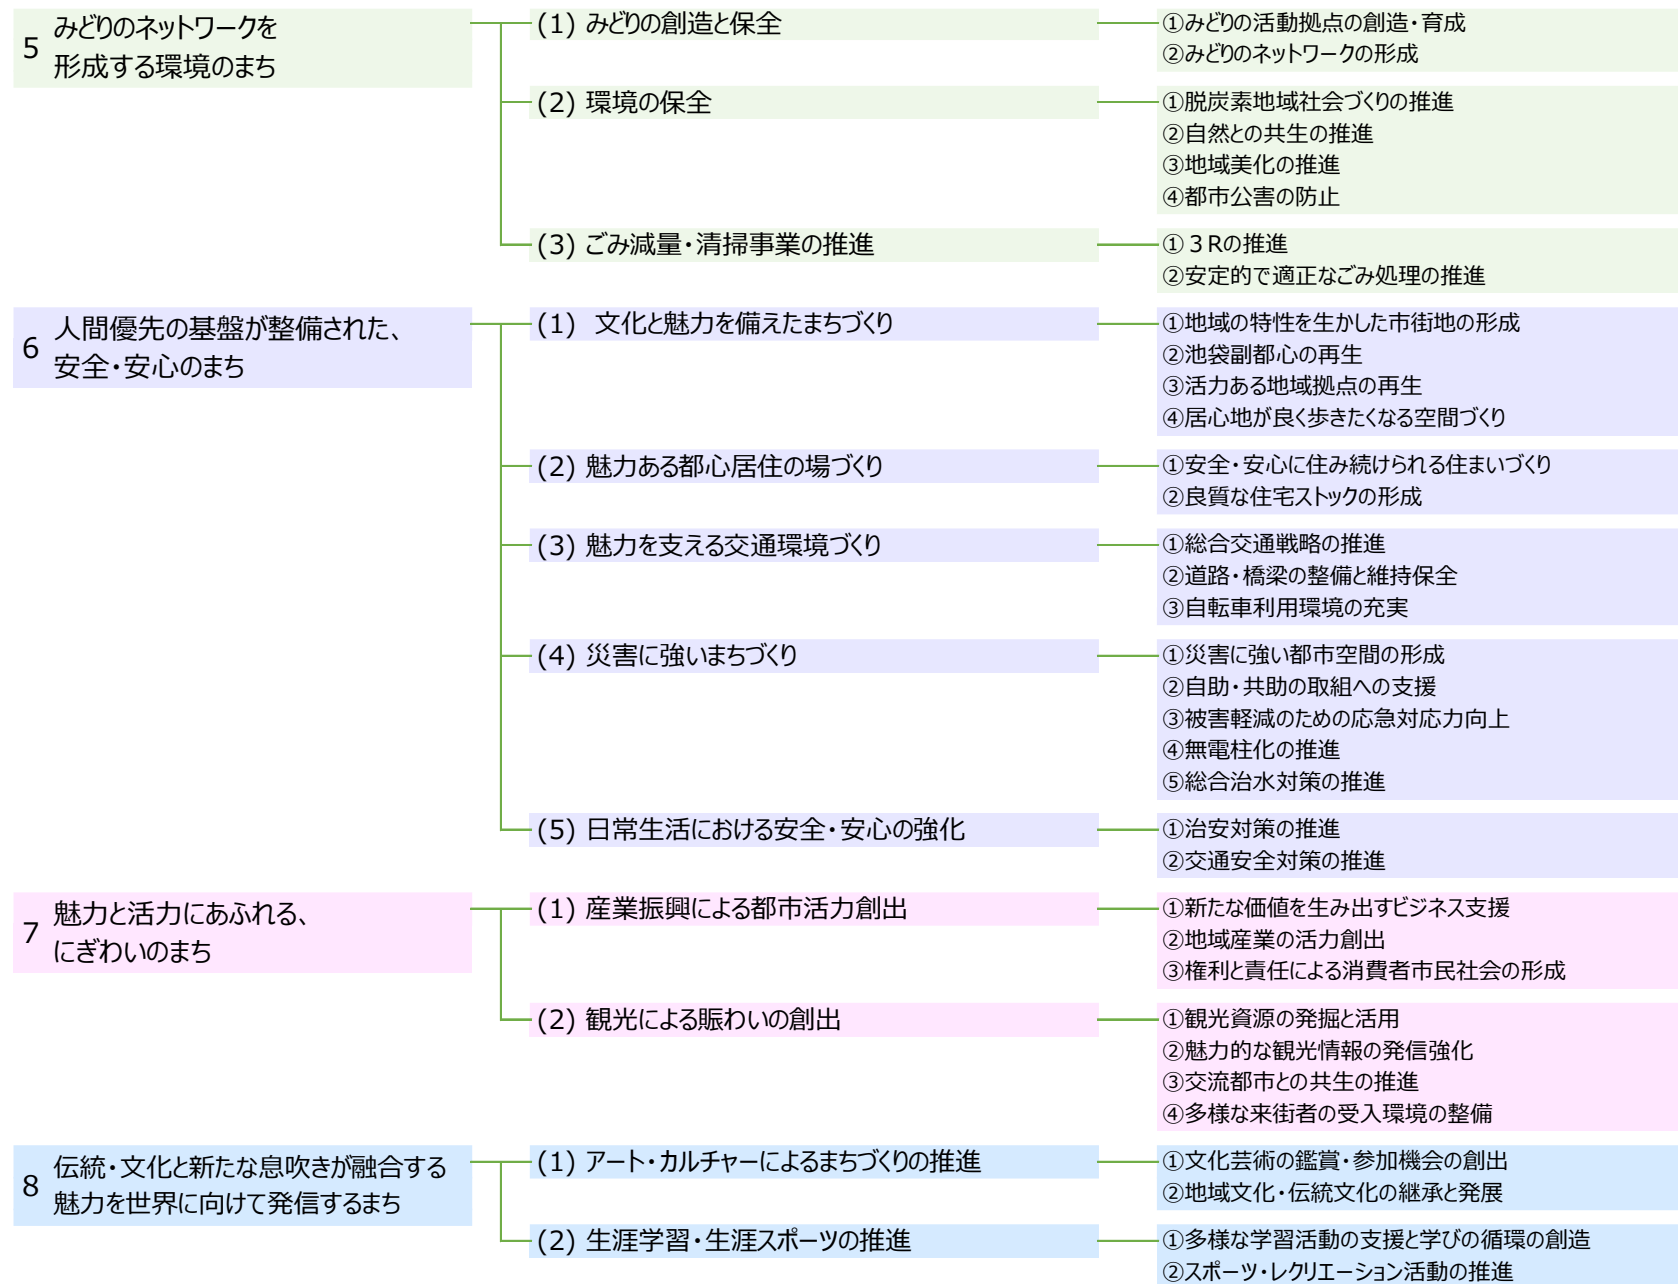 5 みどりのネットワークを
形成する環境のまち
(1) みどりの創造と保全
①みどりの活動拠点の創造・育成
②みどりのネットワークの形成
(2) 環境の保全
①脱炭素地域社会づくりの推進
②自然との共生の推進
③地域美化の推進
④都市公害の防止
(3) ごみ減量・清掃事業の推進
①３Rの推進
②安定的で適正なごみ処理の推進
6 人間優先の基盤が整備された、
安全・安心のまち
(1) 文化と魅力を備えたまちづくり
①地域の特性を生かした市街地の形成
②池袋副都心の再生
③活力ある地域拠点の再生
④居心地が良く歩きたくなる空間づくり
(2) 魅力ある都心居住の場づくり
①安全・安心に住み続けられる住まいづくり
②良質な住宅ストックの形成
(3) 魅力を支える交通環境づくり
①総合交通戦略の推進
②道路・橋梁の整備と維持保全
③自転車利用環境の充実
(4) 災害に強いまちづくり
①災害に強い都市空間の形成
②自助・共助の取組への支援
③被害軽減のための応急対応力向上
④無電柱化の推進
⑤総合治水対策の推進
(5) 日常生活における安全・安心の強化
①治安対策の推進
②交通安全対策の推進
7 魅力と活力にあふれる、
にぎわいのまち
(1) 産業振興による都市活力創出
①新たな価値を生み出すビジネス支援
②地域産業の活力創出
③権利と責任による消費者市民社会の形成
(2) 観光による賑わいの創出
①観光資源の発掘と活用
②魅力的な観光情報の発信強化
③交流都市との共生の推進
④多様な来街者の受入環境の整備
8 伝統・文化と新たな息吹きが融合する
魅力を世界に向けて発信するまち
(1) アート・カルチャーによるまちづくりの推進
①文化芸術の鑑賞・参加機会の創出
②地域文化・伝統文化の継承と発展
(2) 生涯学習・生涯スポーツの推進
①多様な学習活動の支援と学びの循環の創造
②スポーツ・レクリエーション活動の推進